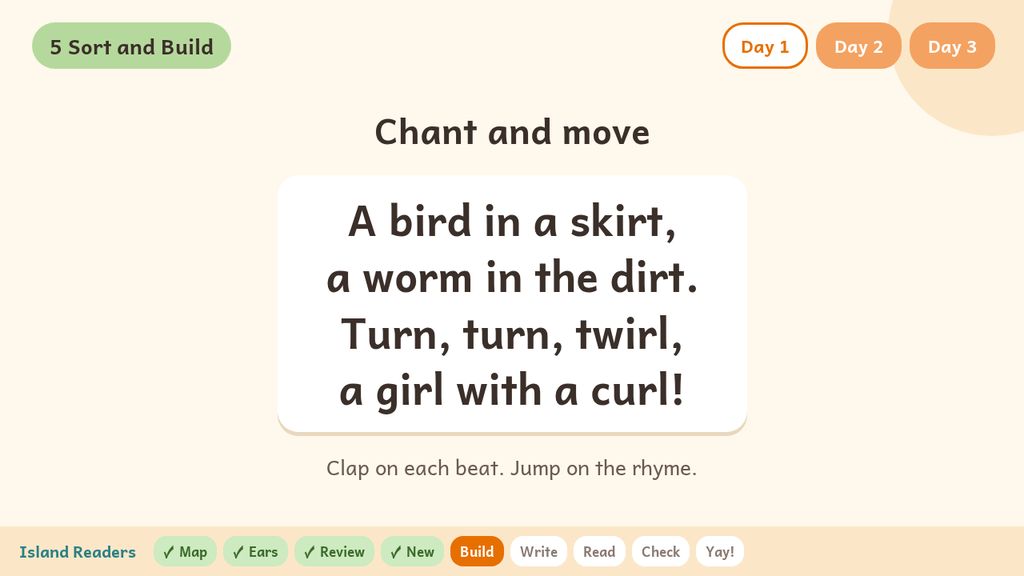 5 Sort and Build
Day 1 Day 2 Day 3
Chant and move
A bird in a skirt,
a worm in the dirt.
Turn, turn, twirl,
a girl with a curl!
Clap on each beat. Jump on the rhyme.
Island Readers ✓ Map ✓ Ears ✓ Review ✓ New Build Write Read Check Yay!